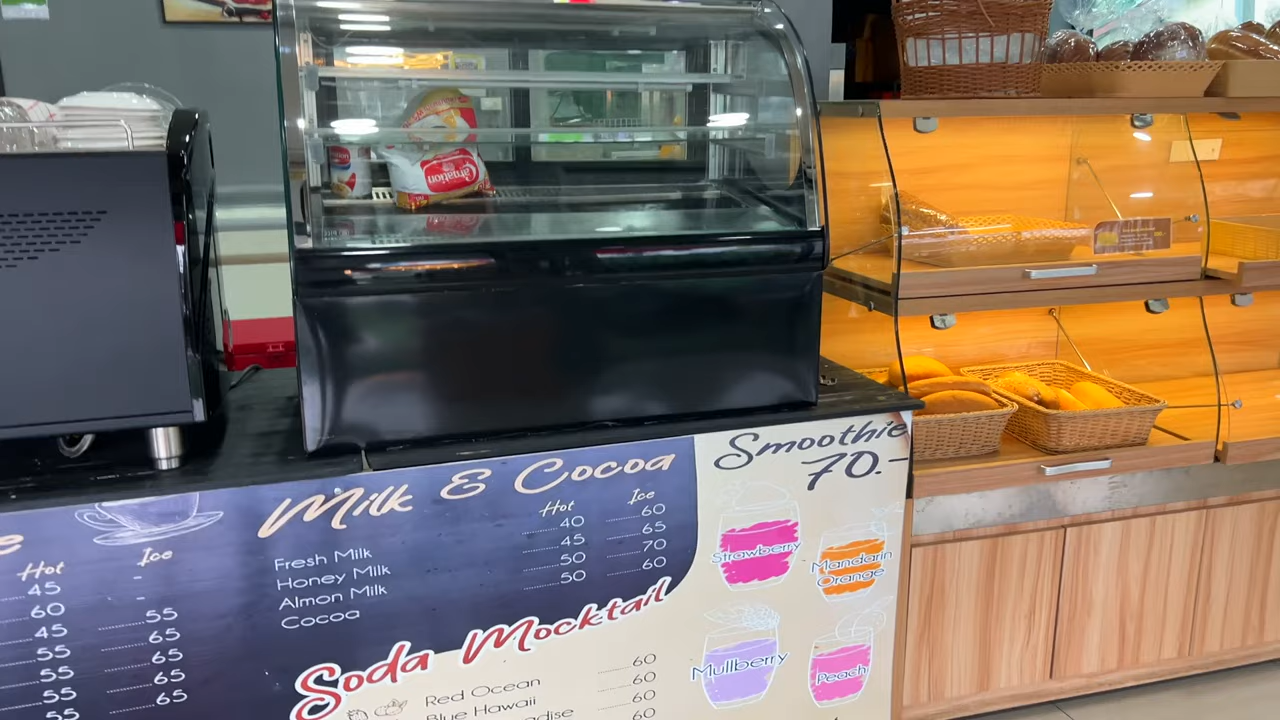 Carnation
Milk & Cocoa
Hot Ice
Fresh Milk 40 60
Honey Milk 45 65
Almon Milk 50 70
Cocoa 50 60
Smoothie
70.-
Strawberry
Mandarin
Orange
Mullberry
Peach
Hot Ice
45 -
60 -
45 55
55 65
55 65
55 65
55
Soda Mocktail
Red Ocean 60
Blue Hawaii 60
60
60